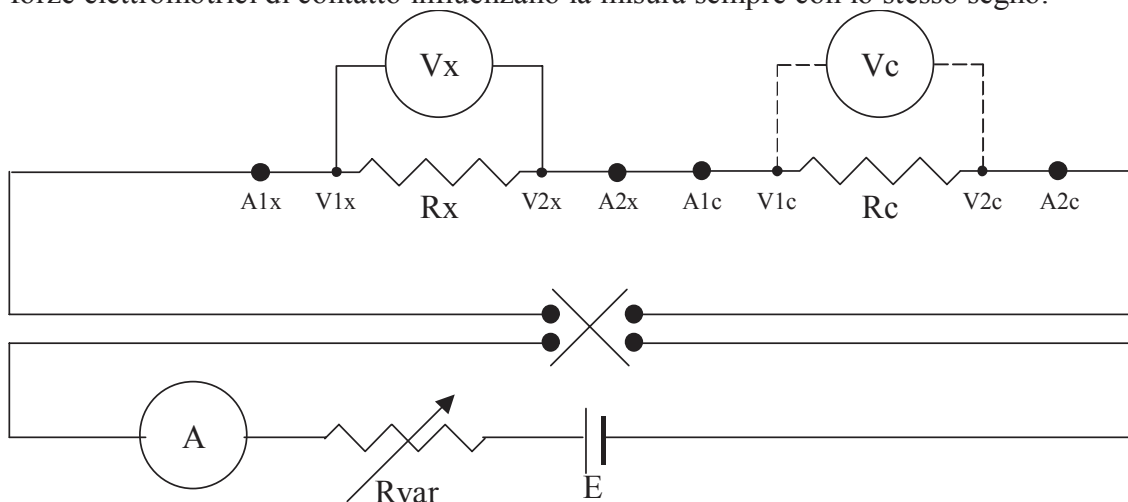 forze elettromotrici di contatto influenzano la misura sempre con lo stesso segno.
Vx Vc
A1x V1x Rx V2x A2x A1c V1c Rc V2c A2c
A
Rvar E